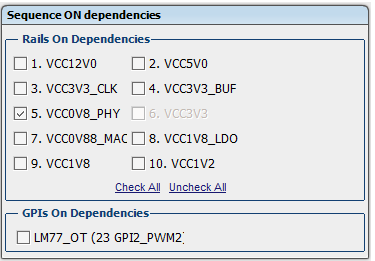 Sequence ON dependencies
Rails On Dependencies
1. VCC12V0 2. VCC5V0
3. VCC3V3_CLK 4. VCC3V3_BUF
5. VCC0V8_PHY 6. VCC3V3
7. VCC0V88_MAC 8. VCC1V8_LDO
9. VCC1V8 10. VCC1V2
Check All Uncheck All
GPIs On Dependencies
LM77_OT (23 GPI2_PWM2)